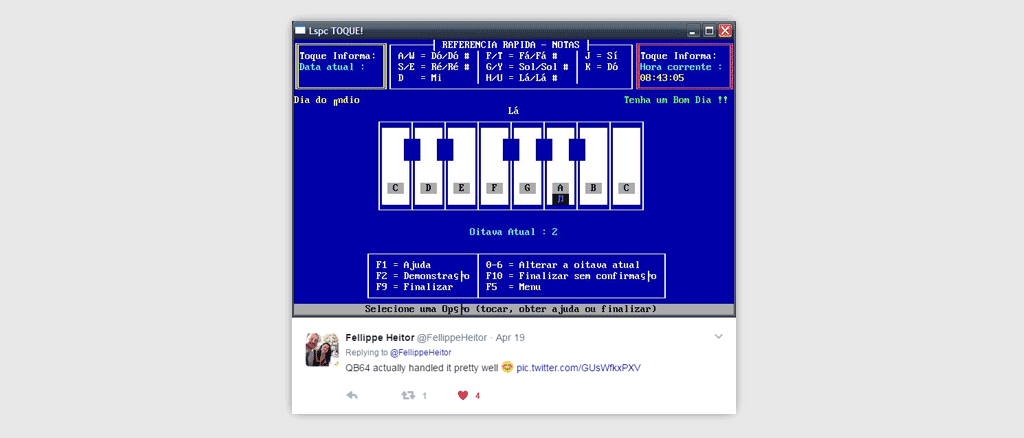 Lspc TOQUE!
REFERENCIA RAPIDA - NOTAS
Toque Informa:
Data atual :
A/W = Dó/Dó #
S/E = Ré/Ré #
D = Mi
F/T = Fá/Fá #
G/Y = Sol/Sol #
H/U = Lá/Lá #
J = Sí
K = Dó
Toque Informa:
Hora corrente :
08:43:05
Dia do ndio
Tenha um Bom Dia !!
Lá
C D E F G A B C
Oitava Atual : 2
F1 = Ajuda
F2 = Demonstraç╞o
F9 = Finalizar
0-6 = Alterar a oitava atual
F10 = Finalizar sem confirmaç╞o
F5 = Menu
Selecione uma Opç╞o (tocar, obter ajuda ou finalizar)
Fellippe Heitor @FellippeHeitor · Apr 19
Replying to @FellippeHeitor
QB64 actually handled it pretty well 😊 pic.twitter.com/GUsWfkxPXV
1 4